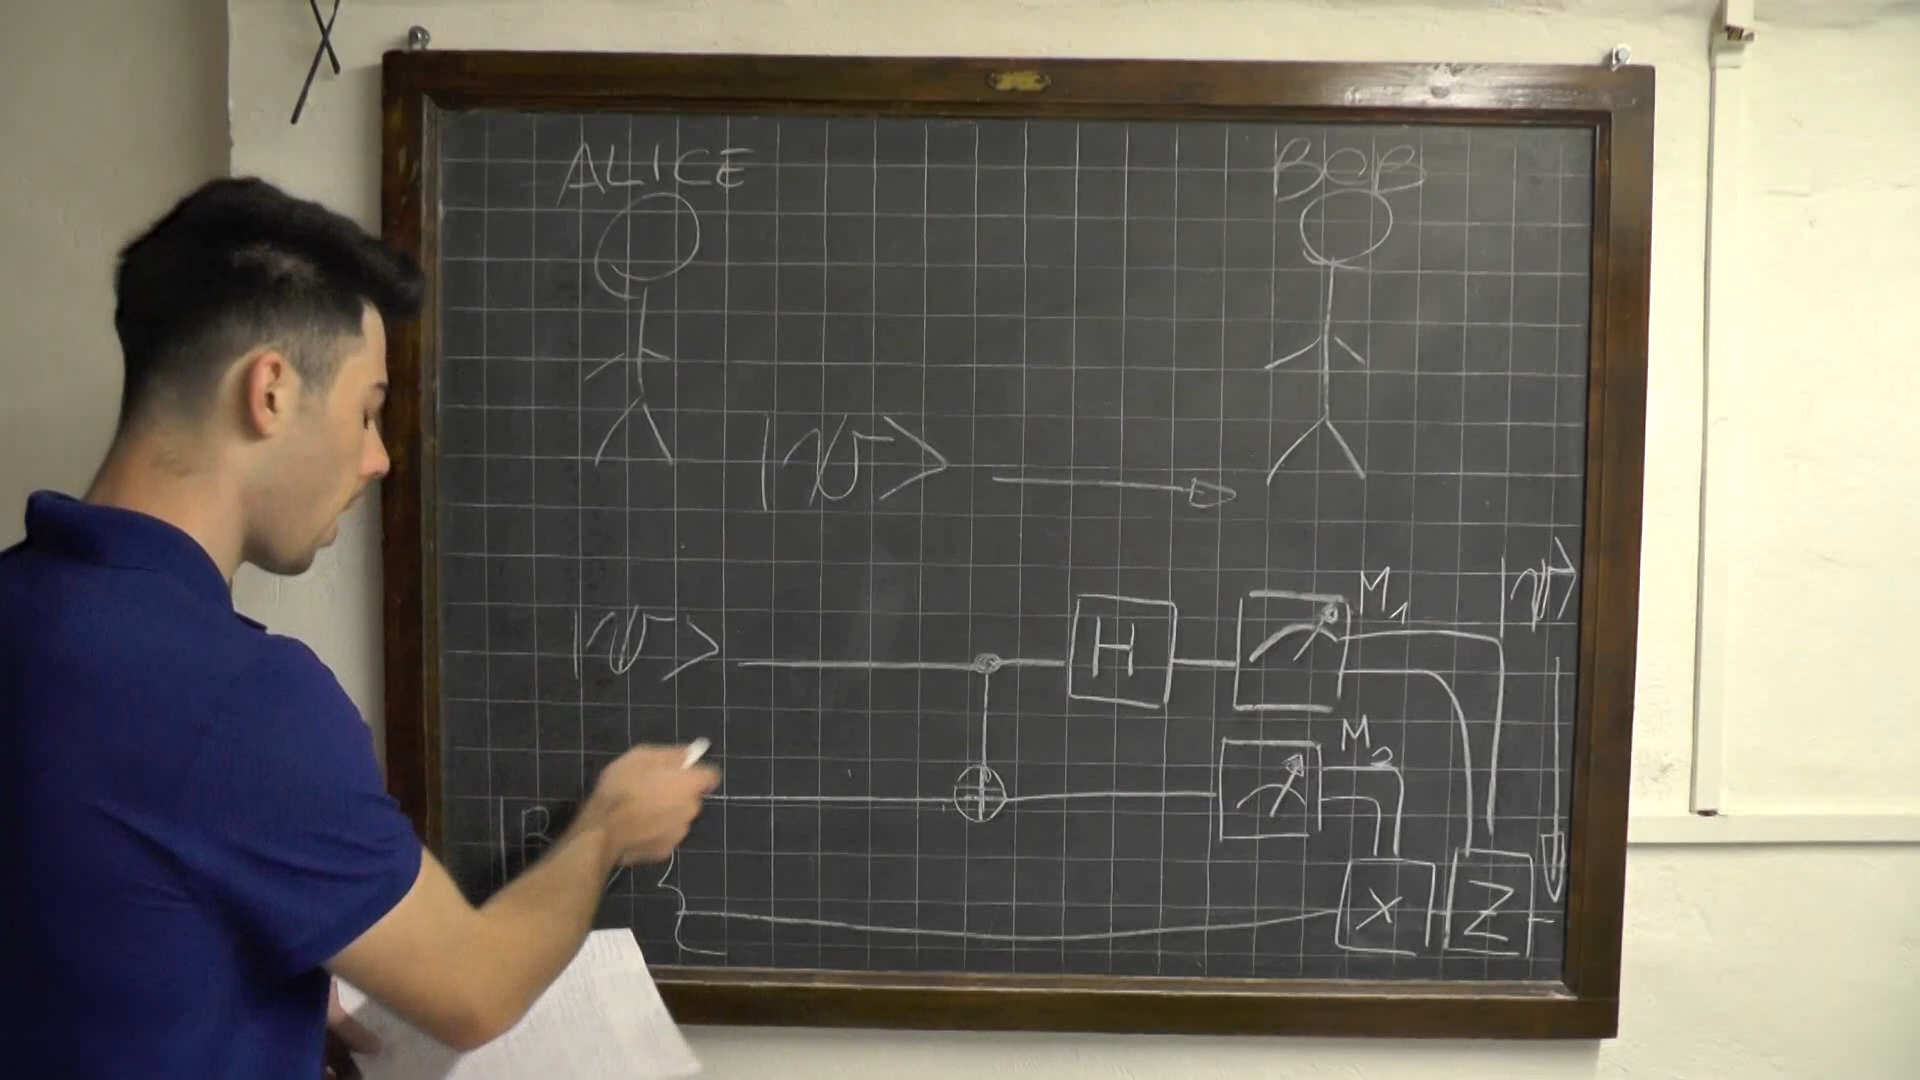 ALICE BOB
|ψ⟩
|ψ⟩ H M1 |ψ⟩
M2
X Z